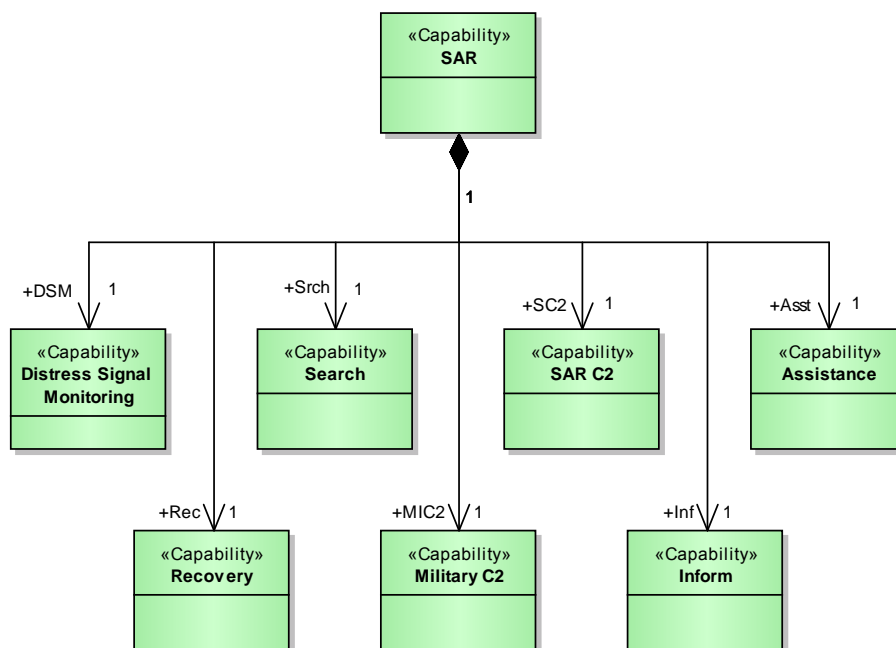 «Capability»
SAR
1
+DSM 1
+Srch 1
+SC2 1
+Asst 1
«Capability»
Distress Signal
Monitoring
«Capability»
Search
«Capability»
SAR C2
«Capability»
Assistance
+Rec 1
+MIC2 1
+Inf 1
«Capability»
Recovery
«Capability»
Military C2
«Capability»
Inform